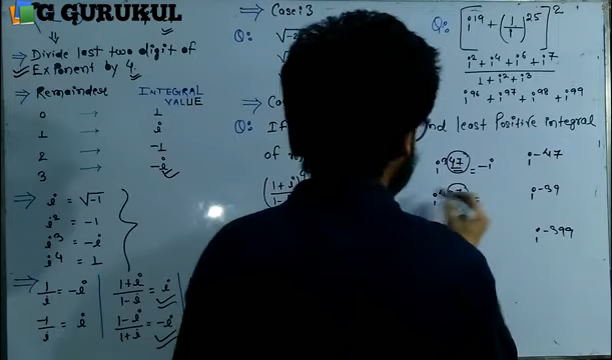 G GURUKUL
⇒ Divide last two digit of
Exponent by 4
⇒ Remainder INTEGRAL VALUE
0 → 1
1 → i
2 → -1
3 → -i
⇒ i = √-1
i² = -1
i³ = -i
i⁴ = 1
⇒ 1/i = -i | (1+i)/(1-i) = i
-1/i = i | (1-i)/(1+i) = -i
⇒ Case: 3
Q:
⇒
Q: If find least Positive integral
of
Q: [i¹⁹ + (1/i)²⁵]²
(i² + i⁴ + i⁶ + i⁷)/(1 + i² + i³)
i⁹⁶ + i⁹⁷ + i⁹⁸ + i⁹⁹
i³⁴⁷ = -i
i⁻⁴⁷
i⁻³⁹
i⁻³⁹⁹